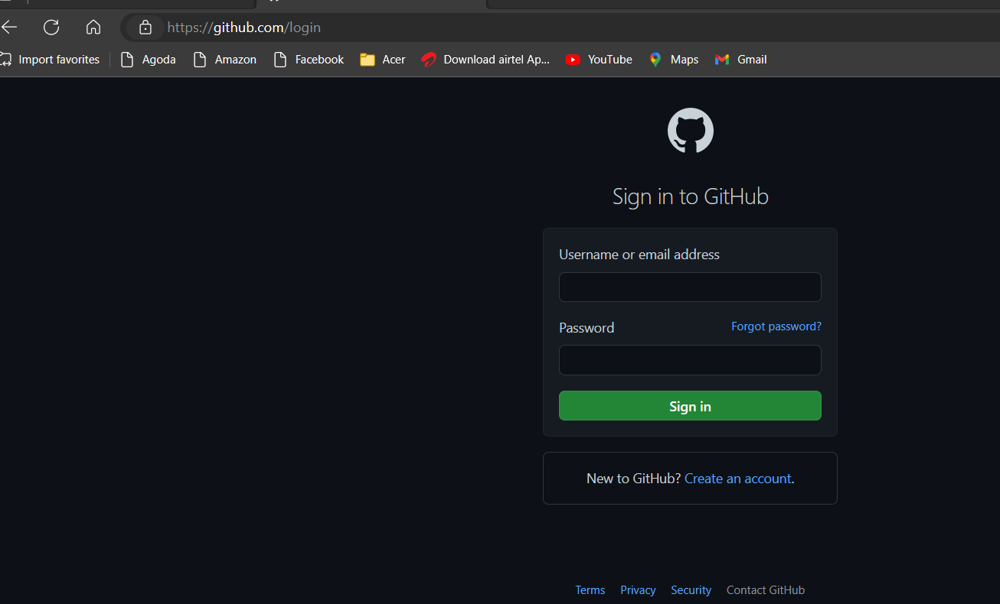 https://github.com/login
Import favorites Agoda Amazon Facebook Acer Download airtel Ap... YouTube Maps Gmail
Sign in to GitHub
Username or email address
Password Forgot password?
Sign in
New to GitHub? Create an account.
Terms Privacy Security Contact GitHub